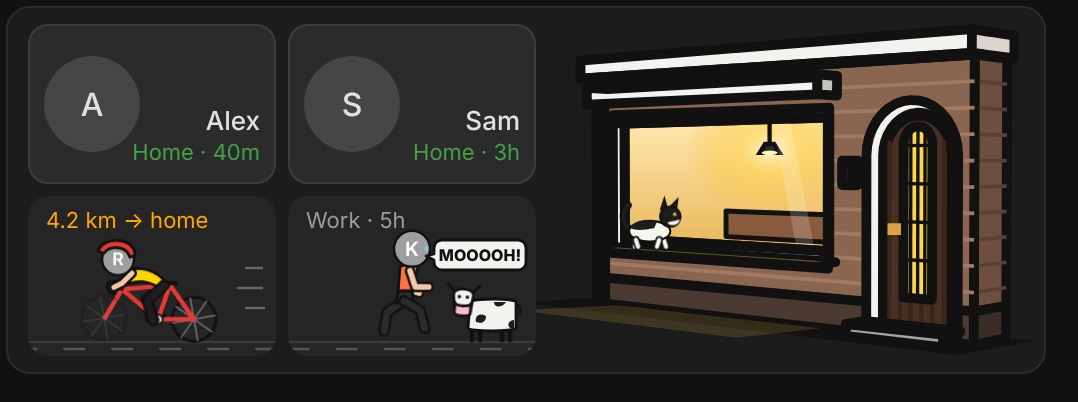 A
Alex
Home · 40m
S
Sam
Home · 3h
4.2 km → home
R
Work · 5h
K
MOOOOH!